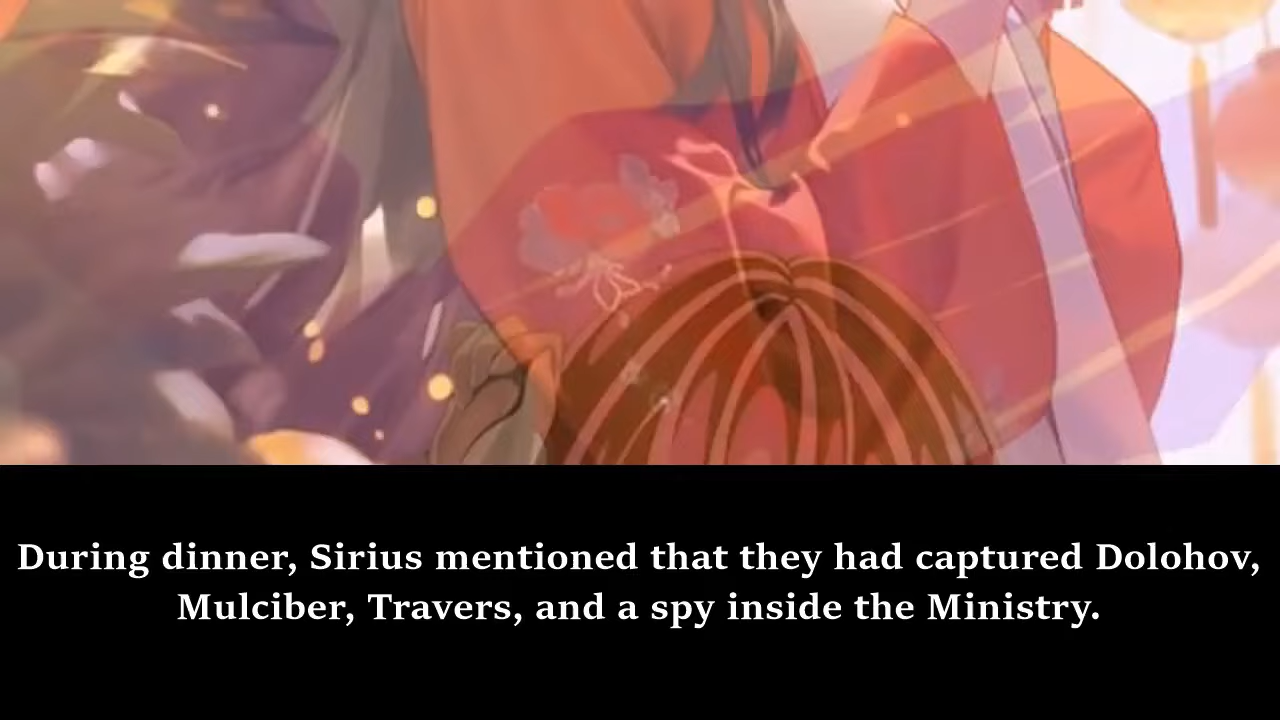 During dinner, Sirius mentioned that they had captured Dolohov,
Mulciber, Travers, and a spy inside the Ministry.